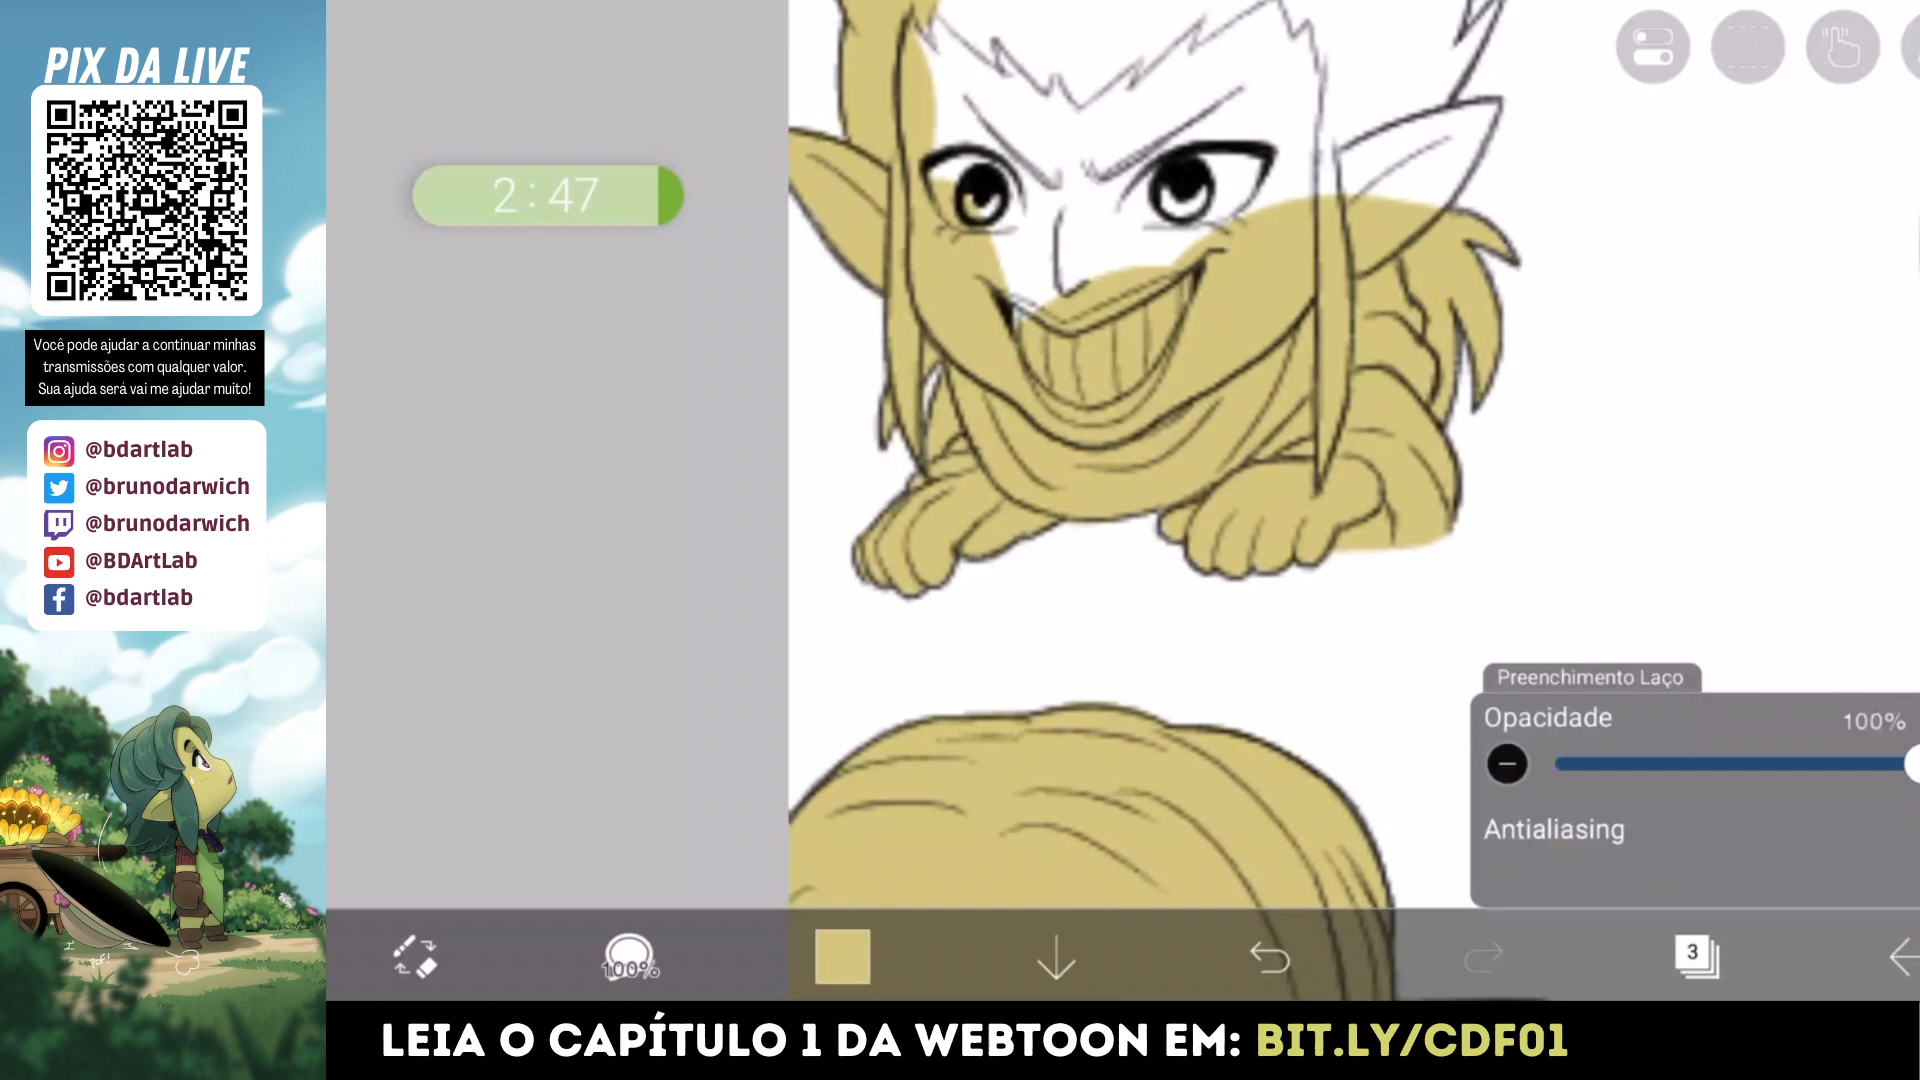 PIX DA LIVE
Você pode ajudar a continuar minhas
transmissões com qualquer valor.
Sua ajuda será vai me ajudar muito!
@bdartlab
@brunodarwich
@brunodarwich
@BDArtLab
@bdartlab
POF!
2:47
Preenchimento Laço
Opacidade
100%
Antialiasing
100%
3
LEIA O CAPÍTULO 1 DA WEBTOON EM: BIT.LY/CDF01